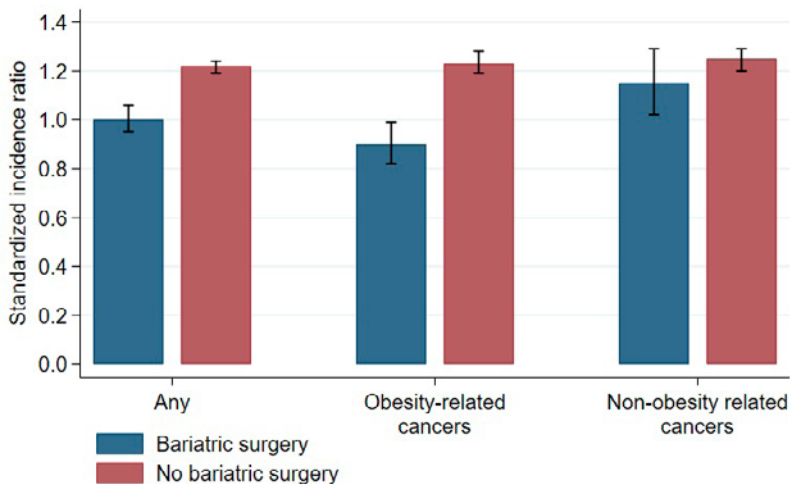 Standardized incidence ratio
1.4
1.2
1.0
0.8
0.6
0.4
0.2
0.0
Any
Obesity-related
cancers
Non-obesity related
cancers
Bariatric surgery
No bariatric surgery